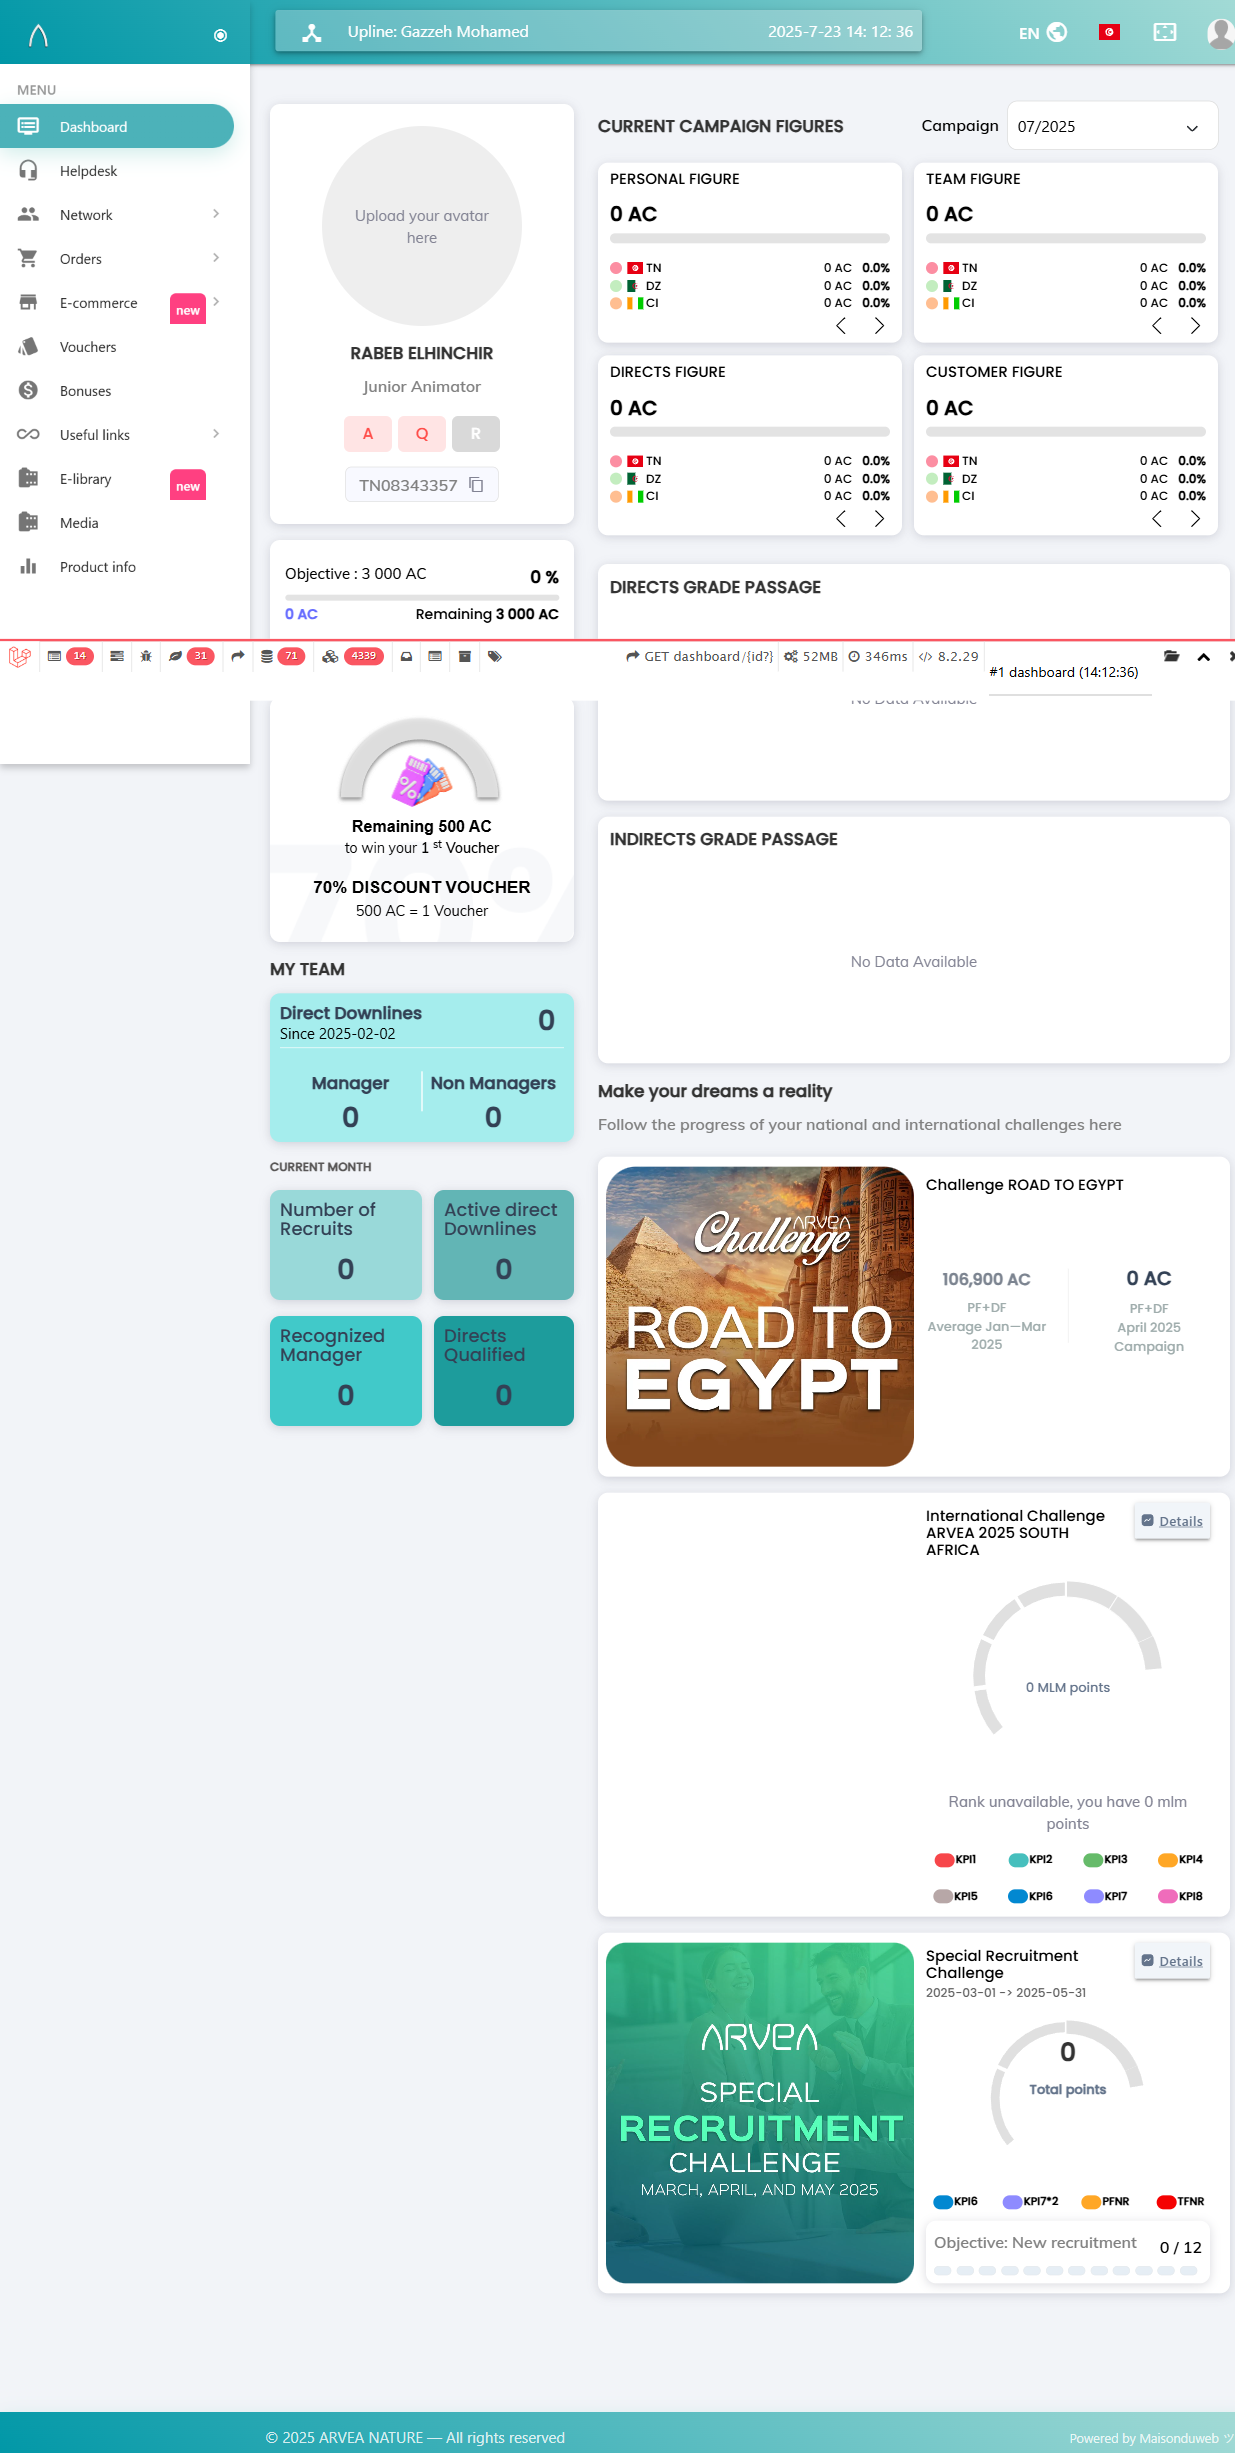 Upline: Gazzeh Mohamed
2025-7-23 14: 12: 36
EN
MENU
Dashboard
Helpdesk
Network
Orders
E-commerce
new
Vouchers
Bonuses
Useful links
E-library
new
Media
Product info
Upload your avatar
here
RABEB ELHINCHIR
Junior Animator
A
Q
R
TN08343357
Objective : 3 000 AC
0 %
0 AC
Remaining 3 000 AC
CURRENT CAMPAIGN FIGURES
Campaign
07/2025
PERSONAL FIGURE
0 AC
TN 0 AC 0.0%
DZ 0 AC 0.0%
CI 0 AC 0.0%
TEAM FIGURE
0 AC
TN 0 AC 0.0%
DZ 0 AC 0.0%
CI 0 AC 0.0%
DIRECTS FIGURE
0 AC
TN 0 AC 0.0%
DZ 0 AC 0.0%
CI 0 AC 0.0%
CUSTOMER FIGURE
0 AC
TN 0 AC 0.0%
DZ 0 AC 0.0%
CI 0 AC 0.0%
DIRECTS GRADE PASSAGE
14
31
71
4339
GET dashboard/{id?}
52MB
346ms
8.2.29
#1 dashboard (14:12:36)
No Data Available
70%
Remaining 500 AC
to win your 1 st Voucher
70% DISCOUNT VOUCHER
500 AC = 1 Voucher
INDIRECTS GRADE PASSAGE
No Data Available
MY TEAM
Direct Downlines
Since 2025-02-02
0
Manager
0
Non Managers
0
CURRENT MONTH
Number of
Recruits
0
Active direct
Downlines
0
Recognized
Manager
0
Directs
Qualified
0
Make your dreams a reality
Follow the progress of your national and international challenges here
ARVEA
Challenge
ROAD TO
EGYPT
Challenge ROAD TO EGYPT
106,900 AC
PF+DF
Average Jan—Mar
2025
0 AC
PF+DF
April 2025
Campaign
International Challenge
ARVEA 2025 SOUTH
AFRICA
Details
0 MLM points
Rank unavailable, you have 0 mlm
points
KPI1 KPI2 KPI3 KPI4
KPI5 KPI6 KPI7 KPI8
ARVEA
SPECIAL
RECRUITMENT
CHALLENGE
MARCH, APRIL, AND MAY 2025
Special Recruitment
Challenge
2025-03-01 -> 2025-05-31
Details
0
Total points
KPI6 KPI7*2 PFNR TFNR
Objective: New recruitment
0 / 12
© 2025 ARVEA NATURE — All rights reserved
Powered by Maisonduweb ツ